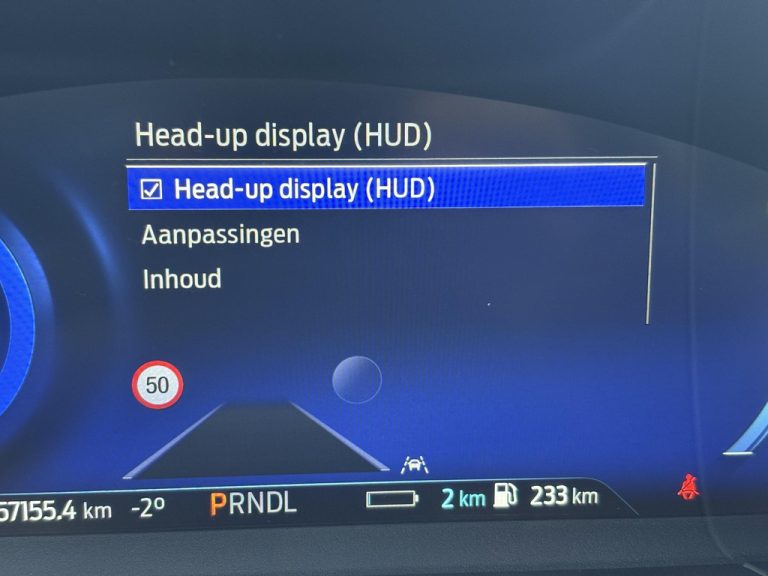 Head-up display (HUD)
Head-up display (HUD)
Aanpassingen
Inhoud
50
57155.4 km -2° PRNDL 2 km 233 km